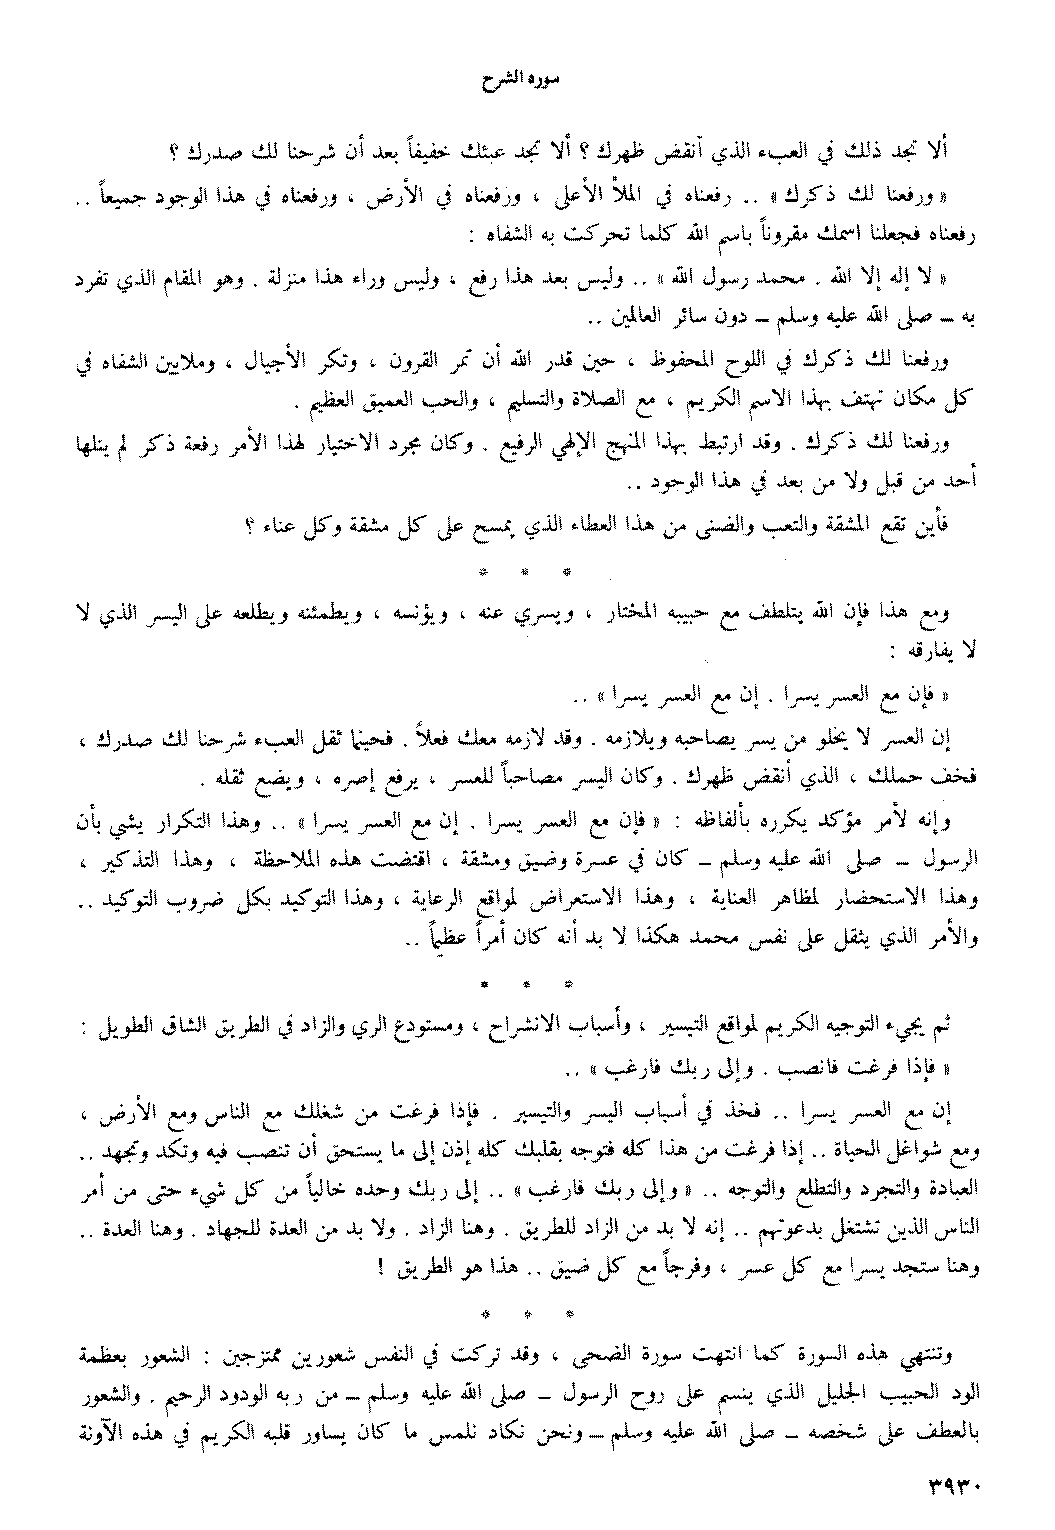 سورة الشرح
ألا تجد ذلك في العبء الذي أنقض ظهرك ؟ ألا تجد عبئك خفيفاً بعد أن شرحنا لك صدرك ؟
« ورفعنا لك ذكرك » .. رفعناه في الملأ الأعلى ، ورفعناه في الأرض ، ورفعناه في هذا الوجود جميعاً ..
رفعناه فجعلنا اسمك مقروناً باسم الله كلما تحركت به الشفاه :
« لا إله إلا الله . محمد رسول الله » .. وليس بعد هذا رفع ، وليس وراء هذا منزلة . وهو المقام الذي تفرد
به – صلى الله عليه وسلم – دون سائر العالمين ..
ورفعنا لك ذكرك في اللوح المحفوظ ، حين قدر الله أن تمر القرون ، وتكر الأجيال ، وملايين الشفاه في
كل مكان تهتف بهذا الاسم الكريم ، مع الصلاة والتسليم ، والحب العميق العظيم .
ورفعنا لك ذكرك . وقد ارتبط بهذا المنهج الإلهي الرفيع . وكان مجرد الاختيار لهذا الأمر رفعة ذكر لم ينلها
أحد من قبل ولا من بعد في هذا الوجود ..
فأين تقع المشقة والتعب والضنى من هذا العطاء الذي يمسح على كل مشقة وكل عناء ؟
* * *
ومع هذا فإن الله يتلطف مع حبيبه المختار ، ويسري عنه ، ويؤنسه ، ويطمئنه ويطلعه على اليسر الذي لا
لا يفارقه :
« فإن مع العسر يسرا . إن مع العسر يسرا » ..
إن العسر لا يخلو من يسر يصاحبه ويلازمه . وقد لازمه معك فعلاً . فحينما ثقل العبء شرحنا لك صدرك ،
فخف حملك ، الذي أنقض ظهرك . وكان اليسر مصاحباً للعسر ، يرفع إصره ، ويضع ثقله .
وإنه لأمر مؤكد يكرره بألفاظه : « فإن مع العسر يسرا . إن مع العسر يسرا » .. وهذا التكرار يشي بأن
الرسول – صلى الله عليه وسلم – كان في عسرة وضيق ومشقة ، اقتضت هذه الملاحظة ، وهذا التذكير ،
وهذا الاستحضار لمظاهر العناية ، وهذا الاستعراض لمواقع الرعاية ، وهذا التوكيد بكل ضروب التوكيد ..
والأمر الذي يثقل على نفس محمد هكذا لا بد أنه كان أمراً عظيماً ..
* * *
ثم يجيء التوجيه الكريم لمواقع التيسير ، وأسباب الانشراح ، ومستودع الري والزاد في الطريق الشاق الطويل :
« فإذا فرغت فانصب . وإلى ربك فارغب » ..
إن مع العسر يسرا .. فخذ في أسباب اليسر والتيسير . فإذا فرغت من شغلك مع الناس ومع الأرض ،
ومع شواغل الحياة .. إذا فرغت من هذا كله فتوجه بقلبك كله إذن إلى ما يستحق أن تنصب فيه وتكد وتجهد ..
العبادة والتجرد والتطلع والتوجه .. « وإلى ربك فارغب » .. إلى ربك وحده خالياً من كل شيء حتى من أمر
الناس الذين تشتغل بدعوتهم .. إنه لا بد من الزاد للطريق . وهنا الزاد . ولا بد من العدة للجهاد . وهنا العدة ..
وهنا ستجد يسرا مع كل عسر ، وفرجاً مع كل ضيق .. هذا هو الطريق !
* * *
وتنتهي هذه السورة كما انتهت سورة الضحى ، وقد تركت في النفس شعورين ممتزجين : الشعور بعظمة
الود الحبيب الجليل الذي ينسم على روح الرسول – صلى الله عليه وسلم – من ربه الودود الرحيم . والشعور
بالعطف على شخصه – صلى الله عليه وسلم – ونحن نكاد نلمس ما كان يساور قلبه الكريم في هذه الآونة
٣٩٣٠